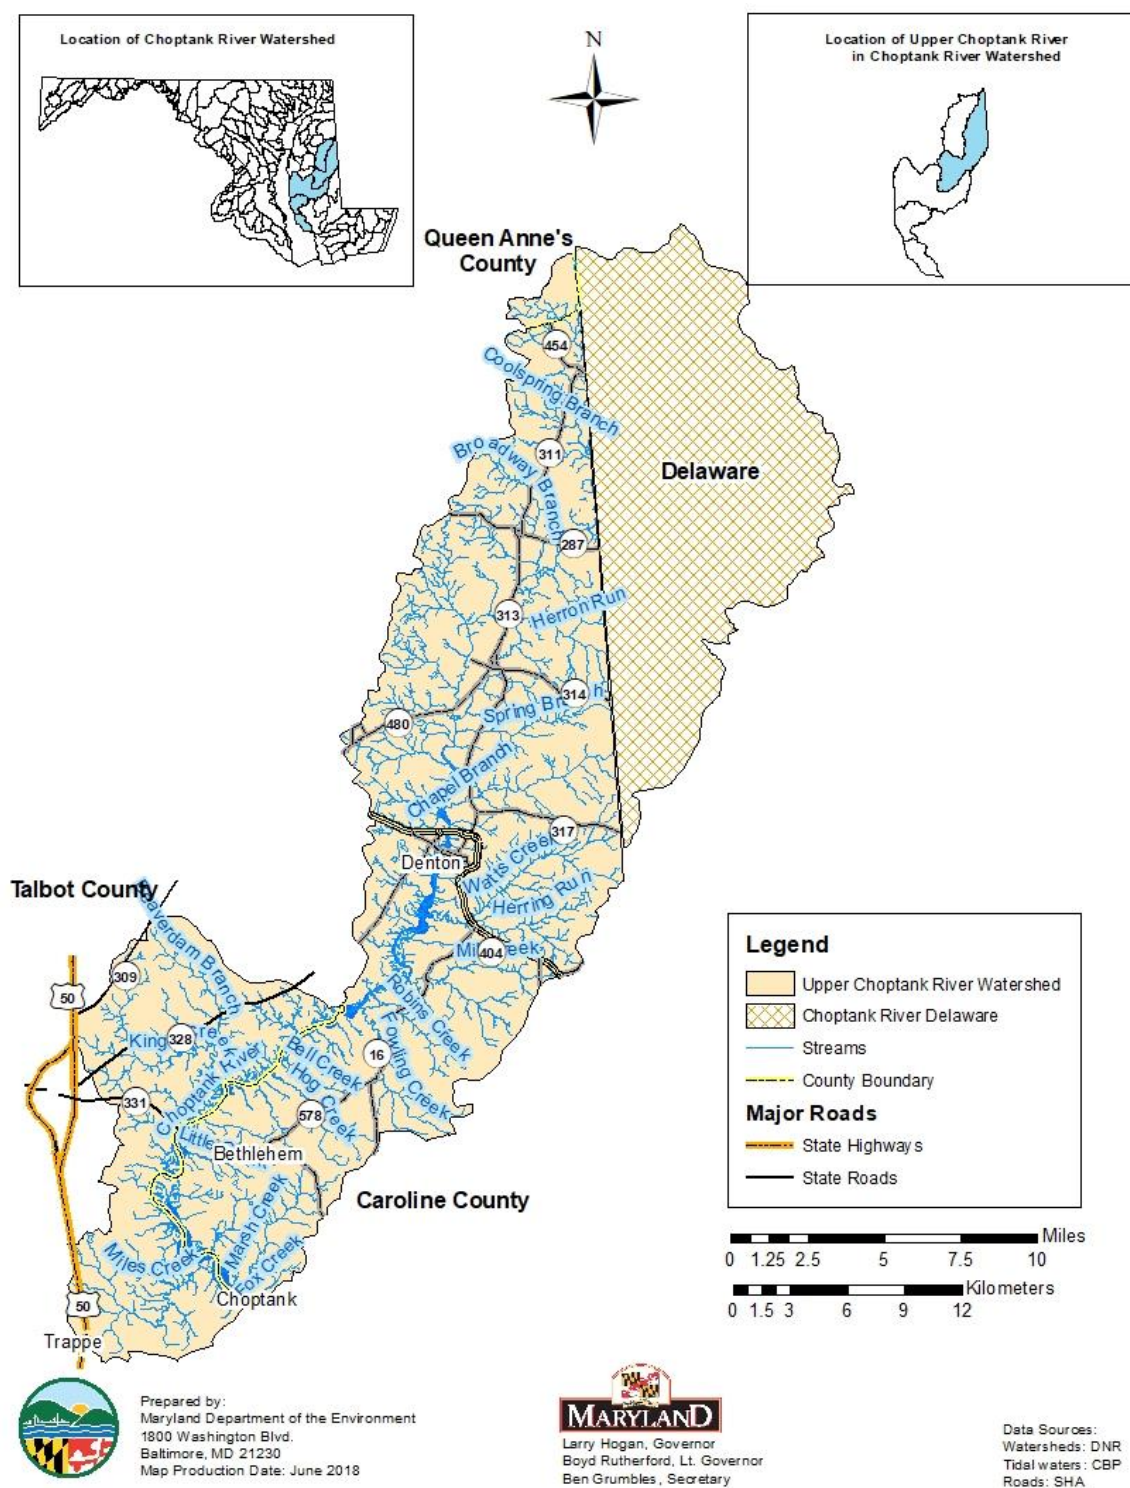 Location of Choptank River Watershed
N
Location of Upper Choptank River
in Choptank River Watershed
Queen Anne's
County
454
Coolspring Branch
311
Broadway Branch
Delaware
287
Herron Run
313
314
Spring
480
Chapel Branch
317
Denton
Watts Creek
Herring Run
Talbot County
Beaverdam Branch
404
309
50
Robins Creek
Fowling Creek
King
328
16
Bell Creek
Hog Creek
Choptank River
331
578
Little
Bethlehem
Caroline County
Marsh Creek
Miles Creek
Fox Creek
Choptank
50
Trappe
Legend
Upper Choptank River Watershed
Choptank River Delaware
Streams
County Boundary
Major Roads
State Highways
State Roads
Miles
0 1.25 2.5 5 7.5 10
Kilometers
0 1.5 3 6 9 12
Prepared by:
Maryland Department of the Environment
1800 Washington Blvd.
Baltimore, MD 21230
Map Production Date: June 2018
MARYLAND
Larry Hogan, Governor
Boyd Rutherford, Lt. Governor
Ben Grumbles, Secretary
Data Sources:
Watersheds: DNR
Tidal waters: CBP
Roads: SHA